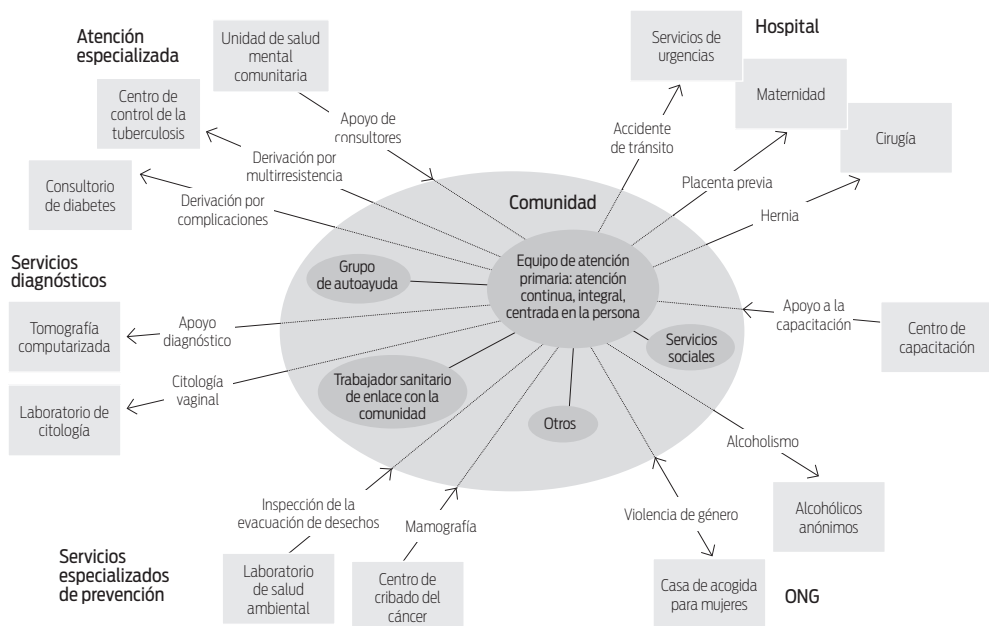 Atención
especializada
Unidad de salud
mental
comunitaria
Centro de
control de la
tuberculosis
Consultorio
de diabetes
Apoyo de
consultores
Derivación por
multirresistencia
Derivación por
complicaciones
Hospital
Servicios de
urgencias
Maternidad
Cirugía
Accidente
de tránsito
Placenta previa
Hernia
Comunidad
Equipo de atención
primaria: atención
continua, integral,
centrada en la persona
Grupo
de autoayuda
Servicios
sociales
Trabajador sanitario
de enlace con la
comunidad
Otros
Servicios
diagnósticos
Tomografía
computarizada
Apoyo
diagnóstico
Laboratorio de
citología
Citología
vaginal
Apoyo a la
capacitación
Centro de
capacitación
Alcoholismo
Alcohólicos
anónimos
Violencia de género
Casa de acogida
para mujeres
ONG
Inspección de la
evacuación de desechos
Mamografía
Servicios
especializados
de prevención
Laboratorio
de salud
ambiental
Centro de
cribado del
cáncer